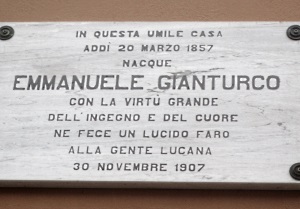 IN QUESTA UMILE CASA
ADDÌ 20 MARZO 1857
NACQUE
EMMANUELE GIANTURCO
CON LA VIRTÙ GRANDE
DELL'INGEGNO E DEL CUORE
NE FECE UN LUCIDO FARO
ALLA GENTE LUCANA
30 NOVEMBRE 1907